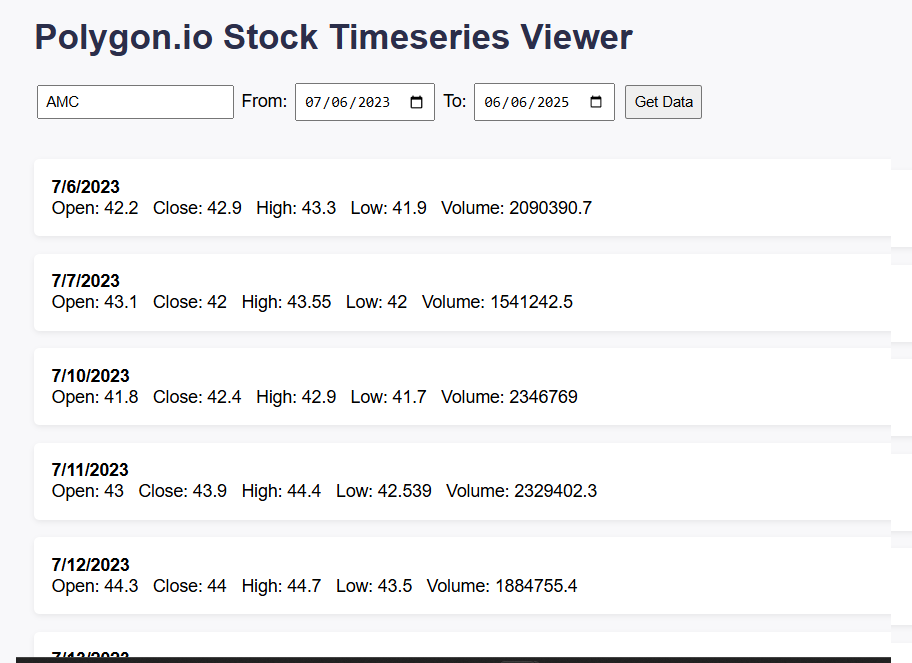 Polygon.io Stock Timeseries Viewer
AMC From: 07/06/2023 To: 06/06/2025 Get Data
7/6/2023
Open: 42.2 Close: 42.9 High: 43.3 Low: 41.9 Volume: 2090390.7
7/7/2023
Open: 43.1 Close: 42 High: 43.55 Low: 42 Volume: 1541242.5
7/10/2023
Open: 41.8 Close: 42.4 High: 42.9 Low: 41.7 Volume: 2346769
7/11/2023
Open: 43 Close: 43.9 High: 44.4 Low: 42.539 Volume: 2329402.3
7/12/2023
Open: 44.3 Close: 44 High: 44.7 Low: 43.5 Volume: 1884755.4
7/13/2023